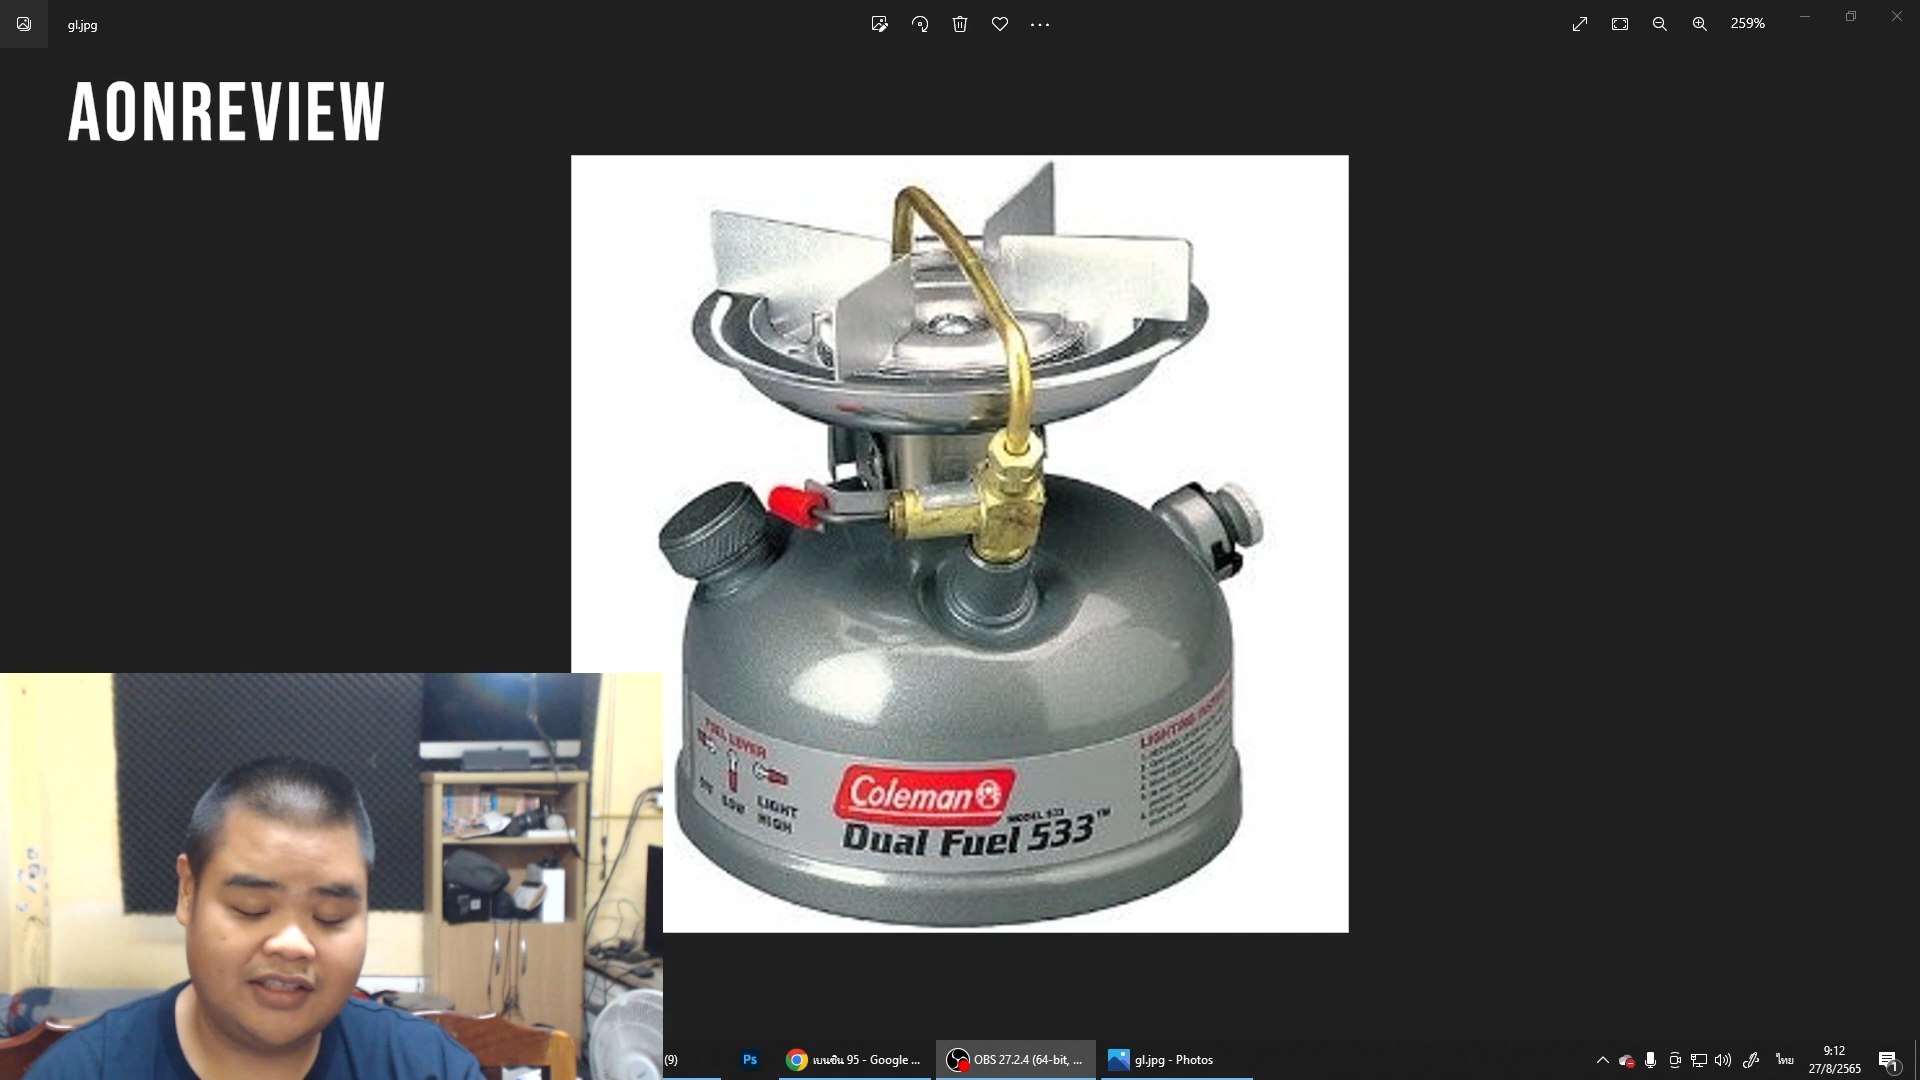 gl.jpg
259%
AONREVIEW
FUEL LEVER
LOW
LIGHT
HIGH
Coleman
MODEL 533
Dual Fuel 533™
(9)
Ps
เบนซิน 95 - Google ...
OBS 27.2.4 (64-bit, ...
gl.jpg - Photos
ไทย
9:12
27/8/2565
1